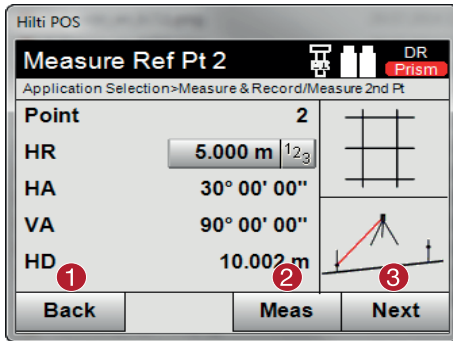 Hilti POS
Measure Ref Pt 2
DR
Prism
Application Selection>Measure & Record/Measure 2nd Pt
Point 2
HR 5.000 m 123
HA 30° 00' 00"
VA 90° 00' 00"
HD 10.002 m
1 2 3
Back Meas Next